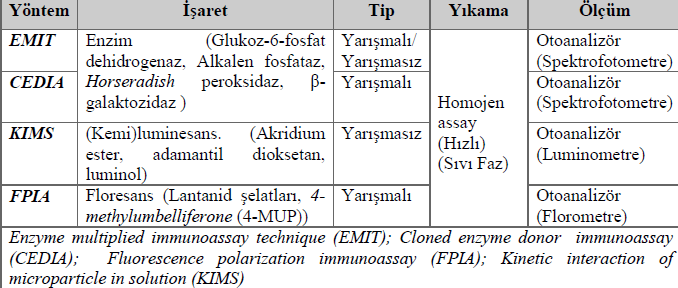 Yöntem İşaret Tip Yıkama Ölçüm
EMIT Enzim (Glukoz-6-fosfat Yarışmalı/ Otoanalizör
dehidrogenaz, Alkalen fosfataz, Yarışmasız (Spektrofotometre)
CEDIA Horseradish peroksidaz, β- Yarışmalı Otoanalizör
galaktozidaz ) Homojen (Spektrofotometre)
assay
KIMS (Kemi)luminesans. (Akridium Yarışmasız (Hızlı) Otoanalizör
ester, adamantil dioksetan, (Sıvı Faz) (Luminometre)
luminol)
FPIA Floresans (Lantanid şelatları, 4- Yarışmalı Otoanalizör
methylumbelliferone (4-MUP)) (Florometre)
Enzyme multiplied immunoassay technique (EMIT); Cloned enzyme donor immunoassay
(CEDIA); Fluorescence polarization immunoassay (FPIA); Kinetic interaction of
microparticle in solution (KIMS)